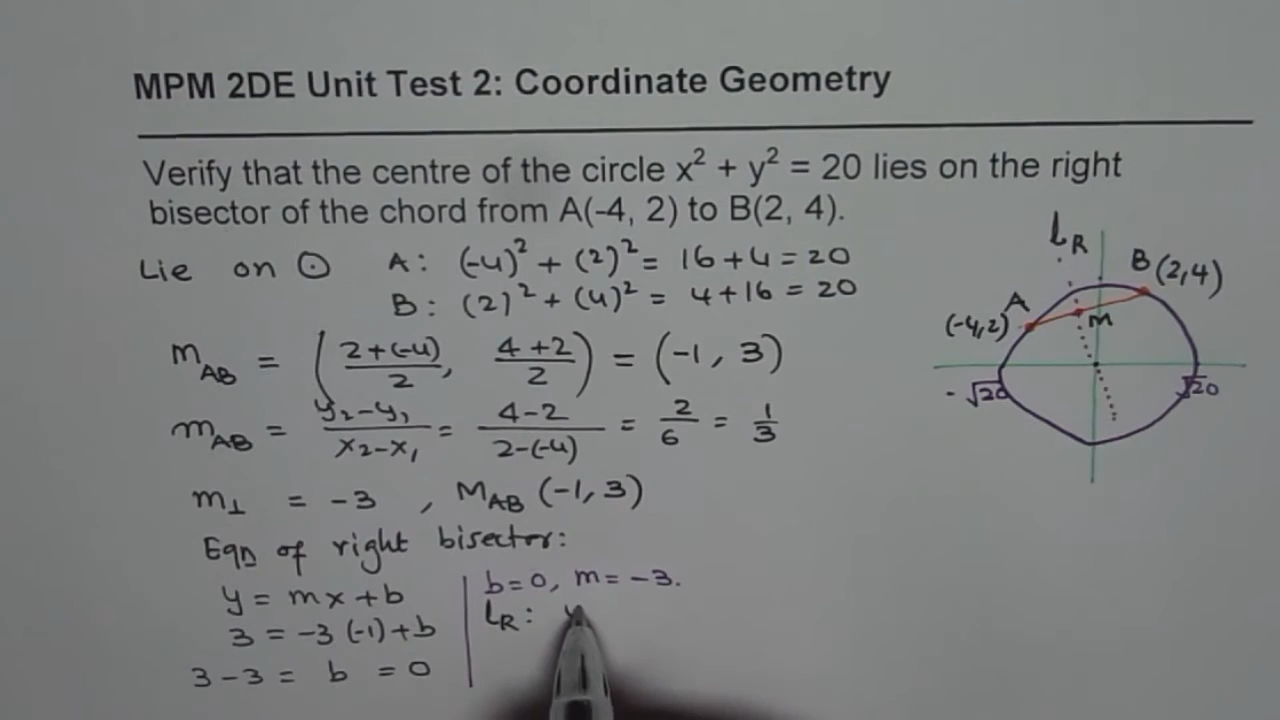 MPM 2DE Unit Test 2: Coordinate Geometry
Verify that the centre of the circle x² + y² = 20 lies on the right
bisector of the chord from A(-4, 2) to B(2, 4).
Lie on ⊙ A: (-4)² + (2)² = 16 + 4 = 20
B: (2)² + (4)² = 4 + 16 = 20
M_AB = (2+(-4)/2, 4+2/2) = (-1, 3)
m_AB = y₂-y₁/x₂-x₁ = 4-2/2-(-4) = 2/6 = 1/3
m⊥ = -3, M_AB (-1, 3)
Eqn of right bisector:
y = mx + b
3 = -3 (-1) + b
3 - 3 = b = 0
b = 0, m = -3.
L_R: y
L_R
B (2,4)
A
(-4,2)
M
-√20
√20